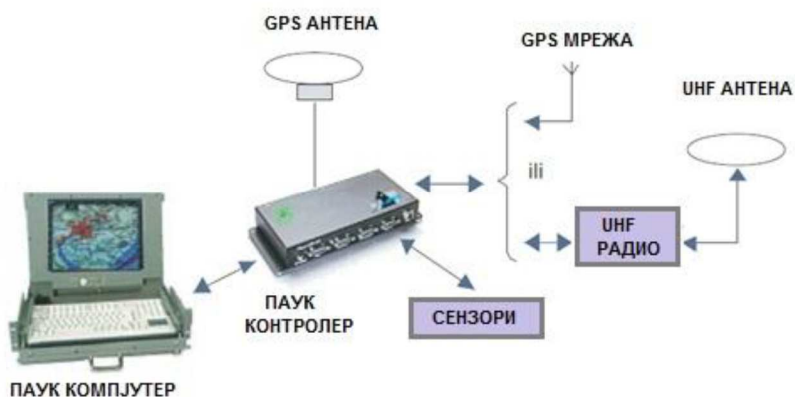 GPS АНТЕНА
GPS МРЕЖА
UHF АНТЕНА
ili
UHF
РАДИО
ПАУК
КОНТРОЛЕР
СЕНЗОРИ
ПАУК КОМПЈУТЕР